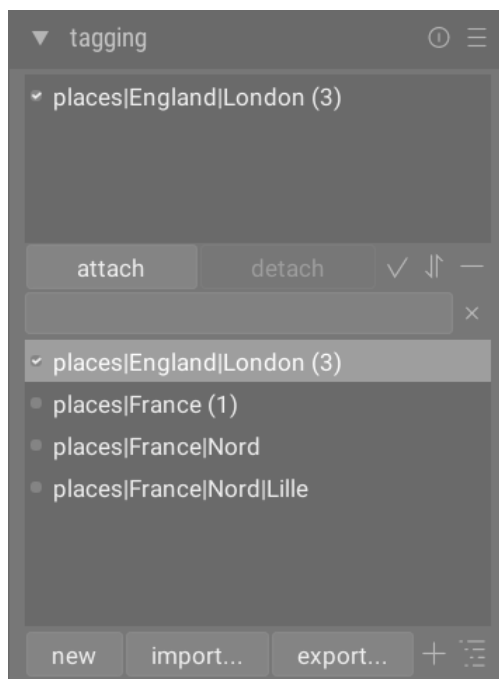 tagging
places|England|London (3)
attach detach
places|England|London (3)
places|France (1)
places|France|Nord
places|France|Nord|Lille
new import... export...